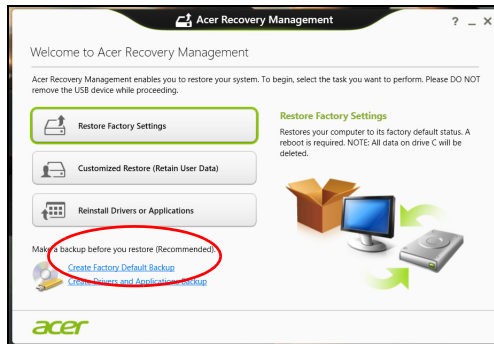 Acer Recovery Management
? _ X
Welcome to Acer Recovery Management
Acer Recovery Management enables you to restore your system. To begin, select the task you want to perform. Please DO NOT
remove the USB device while proceeding.
Restore Factory Settings
Customized Restore (Retain User Data)
Reinstall Drivers or Applications
Restore Factory Settings
Restores your computer to its factory default status. A
reboot is required. NOTE: All data on drive C will be
deleted.
Make a backup before you restore (Recommended).
Create Factory Default Backup
Create Drivers and Applications Backup
acer